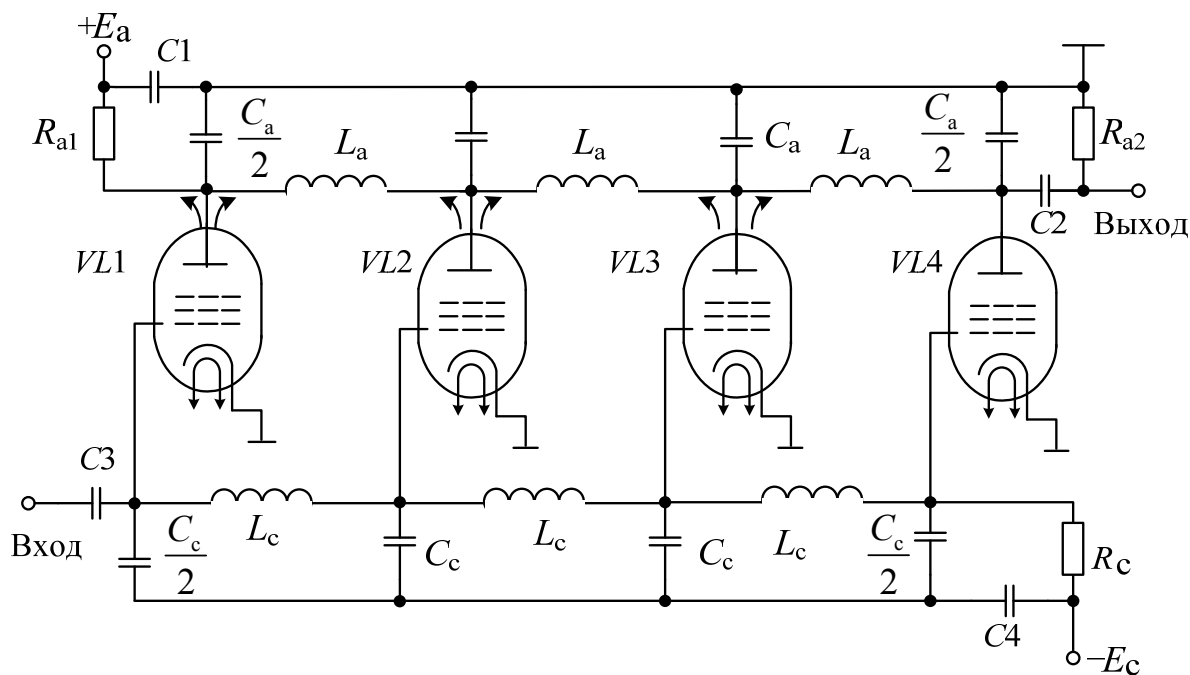 +Eа
C1
Rа1
Cа
2
Lа
Lа
Cа
Lа
Cа
2
Rа2
C2
Выход
VL1
VL2
VL3
VL4
C3
Вход
Cс
2
Lс
Cс
Lс
Cс
Lс
Cс
2
Rс
C4
–Eс